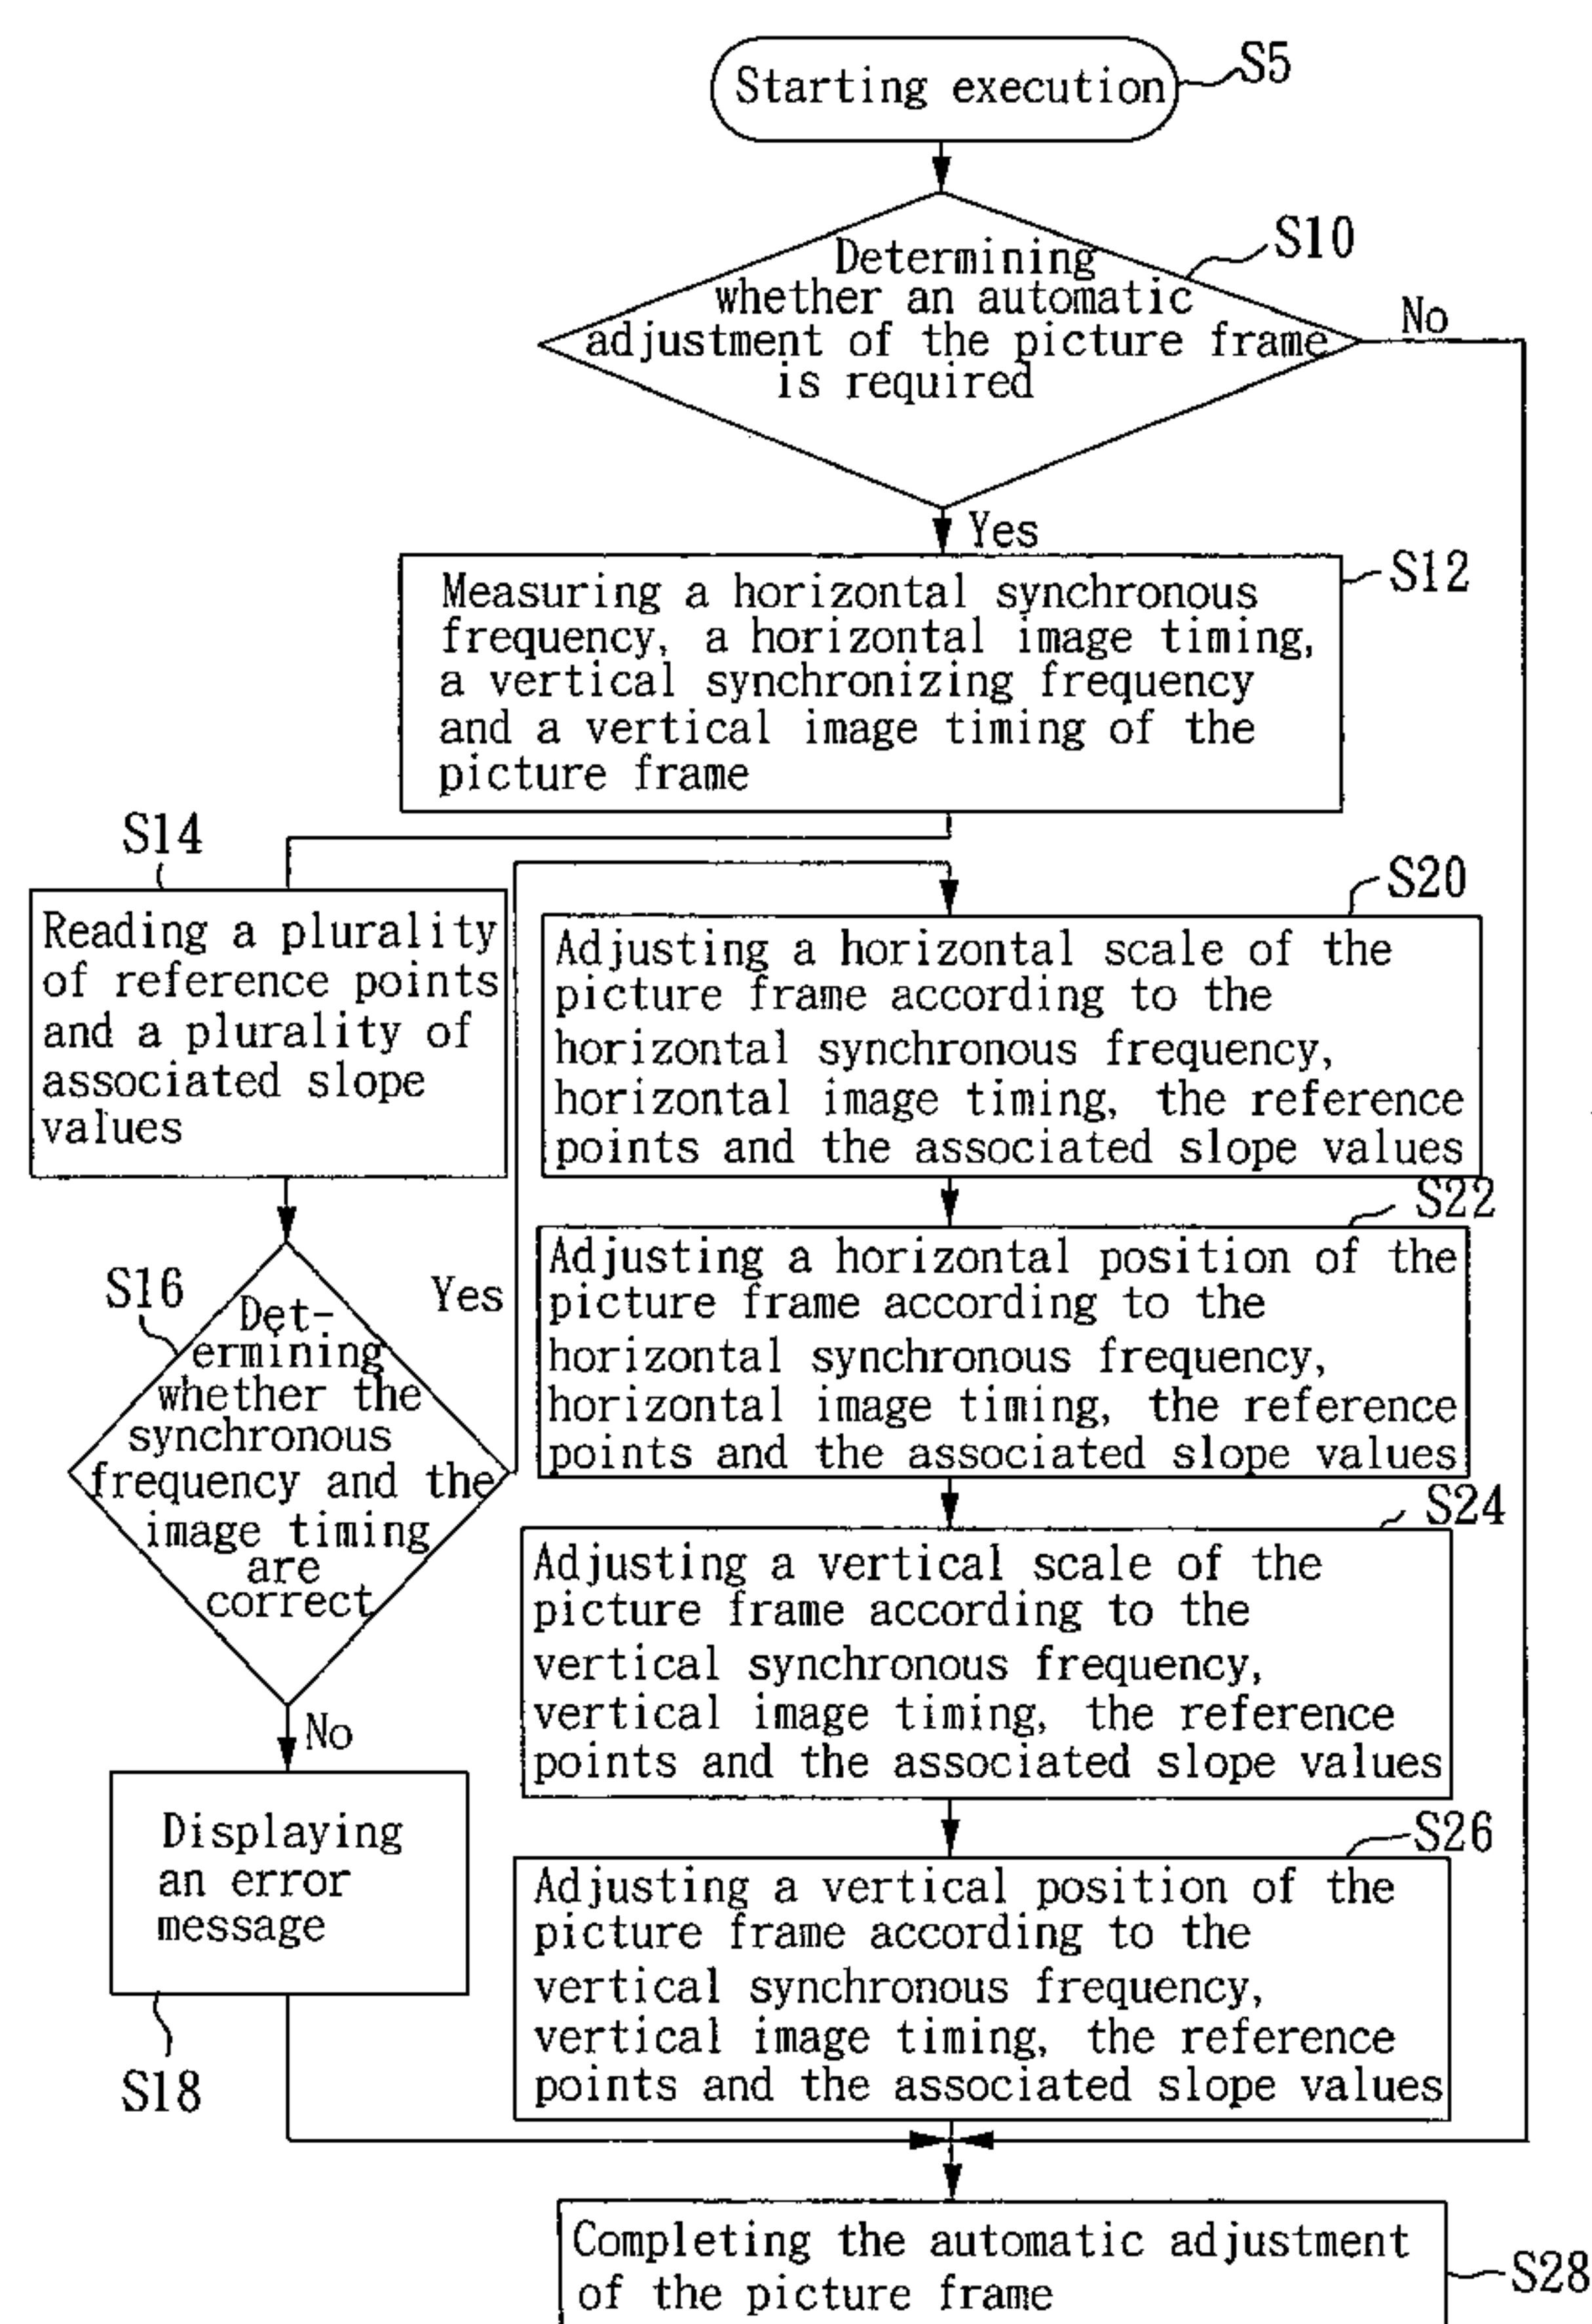 Starting execution
S5
Determining
whether an automatic
adjustment of the picture frame
is required
S10
No
Yes
Measuring a horizontal synchronous
frequency, a horizontal image timing,
a vertical synchronizing frequency
and a vertical image timing of the
picture frame
S12
S14
Reading a plurality
of reference points
and a plurality of
associated slope
values
S16
Det-
ermining
whether the
synchronous
frequency and the
image timing
are
correct
Yes
No
Displaying
an error
message
S18
S20
Adjusting a horizontal scale of the
picture frame according to the
horizontal synchronous frequency,
horizontal image timing, the reference
points and the associated slope values
S22
Adjusting a horizontal position of the
picture frame according to the
horizontal synchronous frequency,
horizontal image timing, the reference
points and the associated slope values
S24
Adjusting a vertical scale of the
picture frame according to the
vertical synchronous frequency,
vertical image timing, the reference
points and the associated slope values
S26
Adjusting a vertical position of the
picture frame according to the
vertical synchronous frequency,
vertical image timing, the reference
points and the associated slope values
Completing the automatic adjustment
of the picture frame
S28